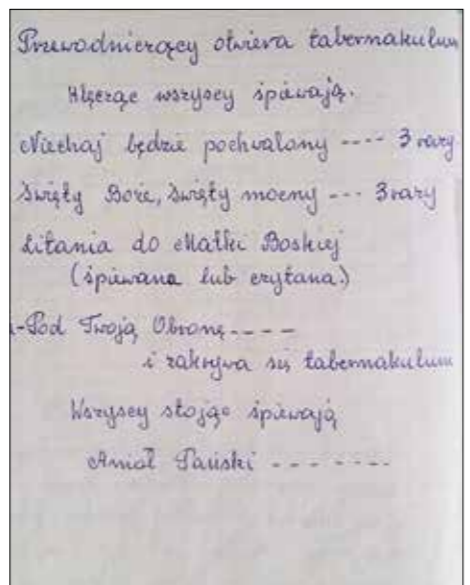 Przewodniczący otwiera tabernakulum
Klęcząc wszyscy śpiewają.
Niechaj będzie pochwalony ---- 3 razy
Święty Boże, Święty mocny --- 3 razy
Litania do Matki Boskiej
(śpiewana lub czytana.)
-Pod Twoją Obronę ----
i zakrywa się tabernakulum
Wszyscy stojąc śpiewają
Anioł Pański -------